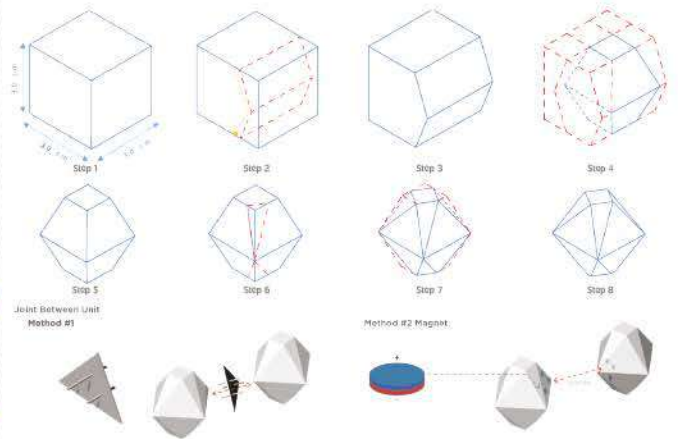 Step 1
Step 2
Step 3
Step 4
Step 5
Step 6
Step 7
Step 8
Joint Between Unit
Method #1
Method #2 Magnet